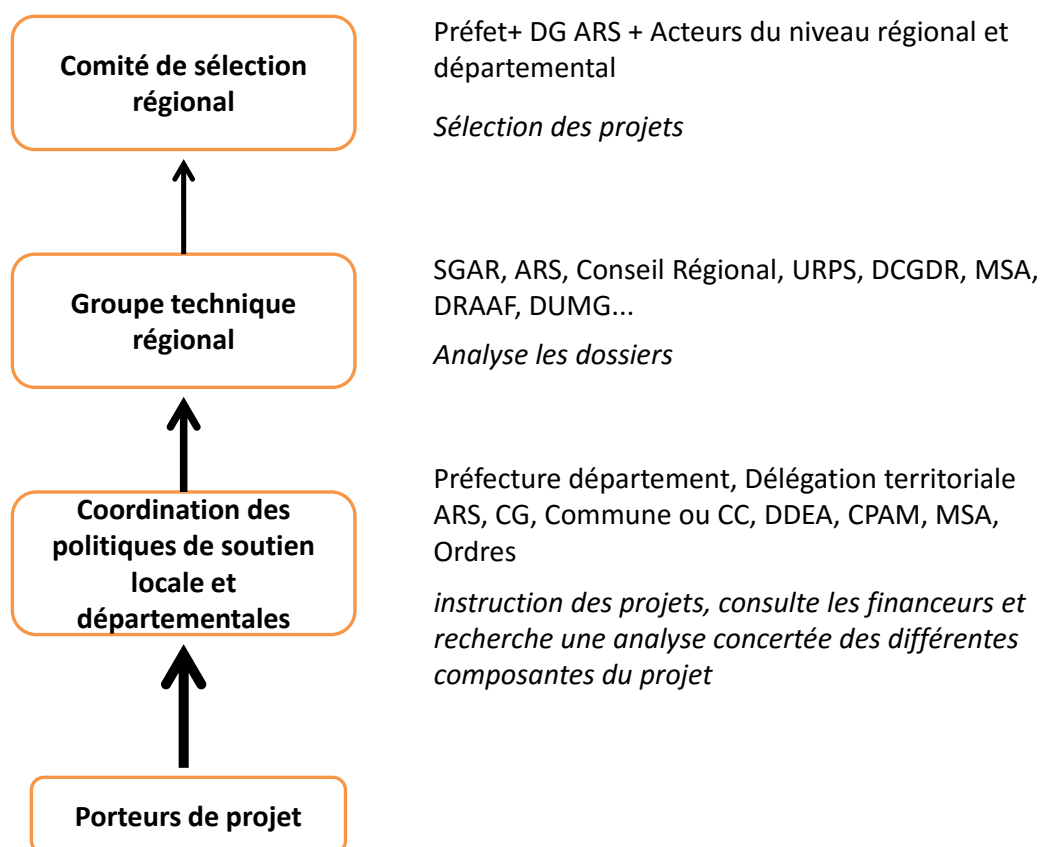 Comité de sélection
régional
Préfet+ DG ARS + Acteurs du niveau régional et
départemental
Sélection des projets
Groupe technique
régional
SGAR, ARS, Conseil Régional, URPS, DCGDR, MSA,
DRAAF, DUMG...
Analyse les dossiers
Coordination des
politiques de soutien
locale et
départementales
Préfecture département, Délégation territoriale
ARS, CG, Commune ou CC, DDEA, CPAM, MSA,
Ordres
instruction des projets, consulte les financeurs et
recherche une analyse concertée des différentes
composantes du projet
Porteurs de projet